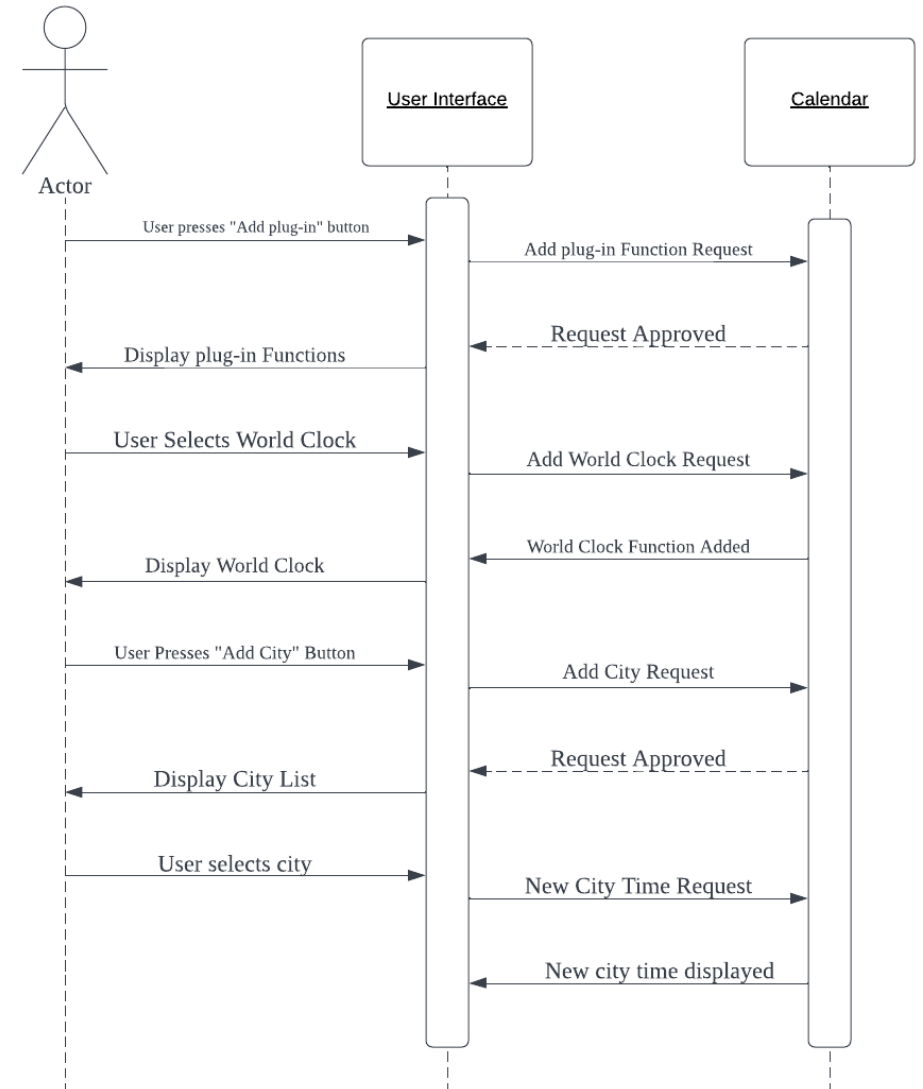 User Interface
Calendar
Actor
User presses "Add plug-in" button
Add plug-in Function Request
Request Approved
Display plug-in Functions
User Selects World Clock
Add World Clock Request
World Clock Function Added
Display World Clock
User Presses "Add City" Button
Add City Request
Request Approved
Display City List
User selects city
New City Time Request
New city time displayed